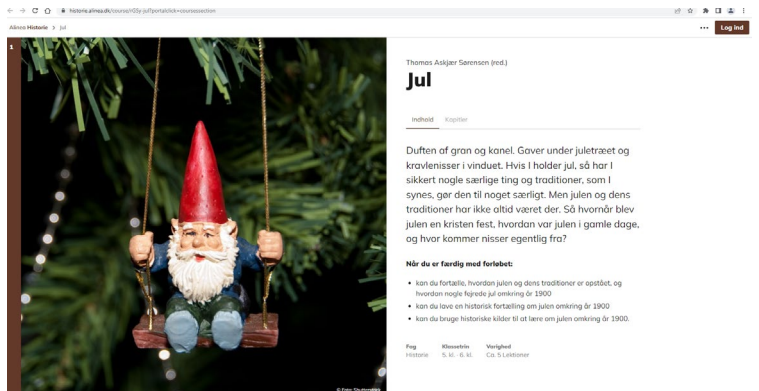 historie.alinea.dk/course/rG5y-jul?portalclick=coursesection
Alinea Historie
Jul
Log ind
1
Thomas Askjær Sørensen (red.)
Jul
Indhold Kapitler
Duften af gran og kanel. Gaver under juletræet og
kravlenisser i vinduet. Hvis I holder jul, så har I
sikkert nogle særlige ting og traditioner, som I
synes, gør den til noget særligt. Men julen og dens
traditioner har ikke altid været der. Så hvornår blev
julen en kristen fest, hvordan var julen i gamle dage,
og hvor kommer nisser egentlig fra?
Når du er færdig med forløbet:
• kan du fortælle, hvordan julen og dens traditioner er opstået, og
hvordan nogle fejrede jul omkring år 1900
• kan du lave en historisk fortælling om julen omkring år 1900
• kan du bruge historiske kilder til at lære om julen omkring år 1900.
Fag Klassetrin Varighed
Historie 5. kl. -6. kl. Ca. 5 Lektioner
© Foto: Shutterstock